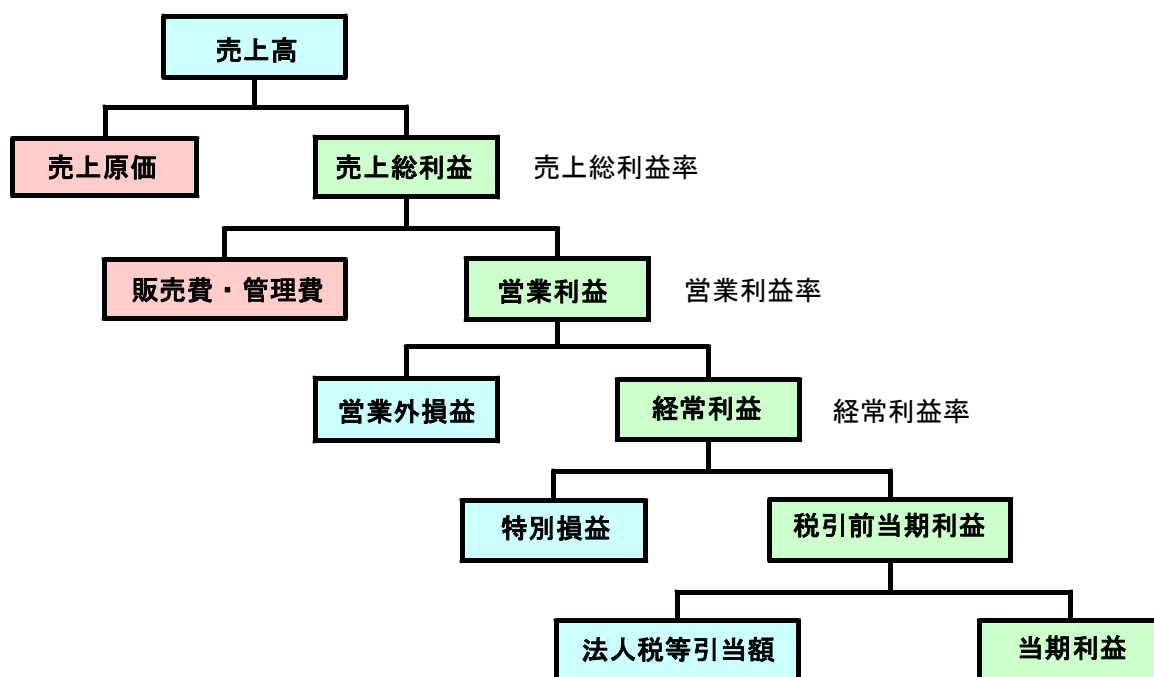 売上高
売上原価
売上総利益
売上総利益率
販売費・管理費
営業利益
営業利益率
営業外損益
経常利益
経常利益率
特別損益
税引前当期利益
法人税等引当額
当期利益